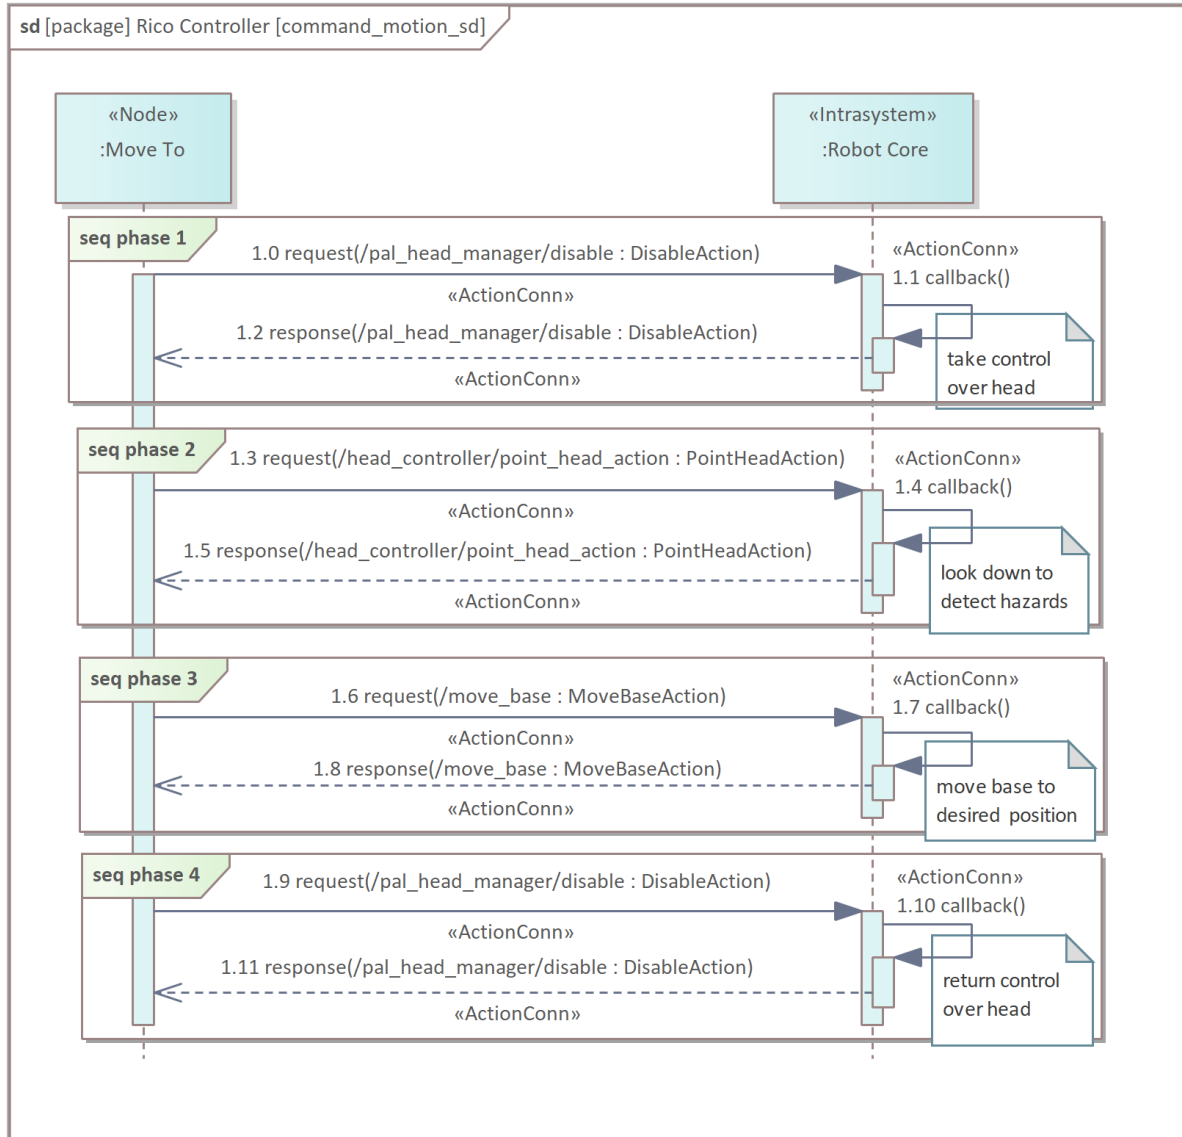 sd [package] Rico Controller [command_motion_sd]
«Node»
:Move To
«Intrasystem»
:Robot Core
seq phase 1
1.0 request(/pal_head_manager/disable : DisableAction)
«ActionConn»
«ActionConn»
1.1 callback()
1.2 response(/pal_head_manager/disable : DisableAction)
«ActionConn»
take control
over head
seq phase 2
1.3 request(/head_controller/point_head_action : PointHeadAction)
«ActionConn»
«ActionConn»
1.4 callback()
1.5 response(/head_controller/point_head_action : PointHeadAction)
«ActionConn»
look down to
detect hazards
seq phase 3
1.6 request(/move_base : MoveBaseAction)
«ActionConn»
«ActionConn»
1.7 callback()
1.8 response(/move_base : MoveBaseAction)
«ActionConn»
move base to
desired position
seq phase 4
1.9 request(/pal_head_manager/disable : DisableAction)
«ActionConn»
«ActionConn»
1.10 callback()
1.11 response(/pal_head_manager/disable : DisableAction)
«ActionConn»
return control
over head